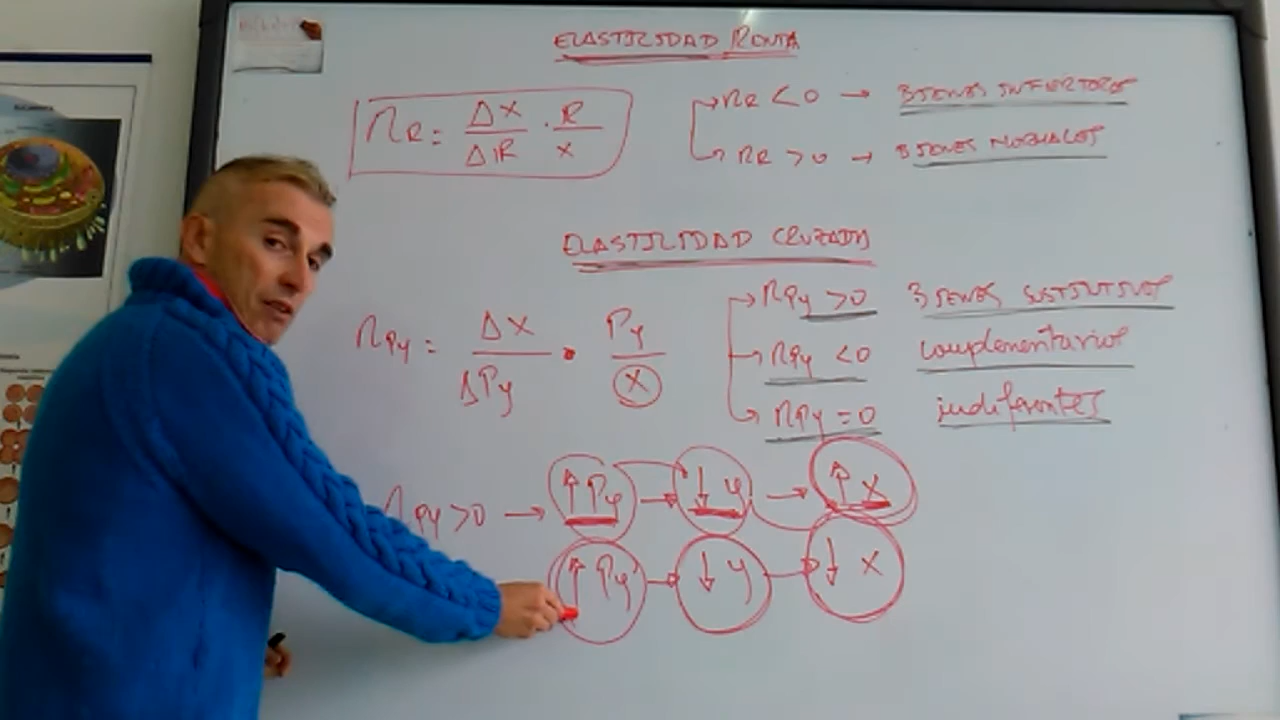 ELASTICIDAD RENTA
ηR = ΔX/ΔR · R/X
ηR < 0 → BIENES INFERIORES
ηR > 0 → BIENES NORMALES
ELASTICIDAD CRUZADA
ηPy = ΔX/ΔPy · Py/X
ηPy > 0 BIENES SUSTITUTIVOS
ηPy < 0 complementarios
ηPy = 0 indiferentes
ηPy > 0 → ↑Py → ↓y → ↑X
↑Py → ↓y → ↓X